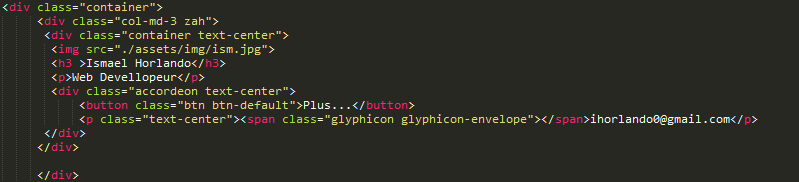 <div class="container">
<div class="col-md-3 zah">
<div class="container text-center">
<img src="./assets/img/ism.jpg">
<h3 >Ismael Horlando</h3>
<p>Web Devellopeur</p>
<div class="accordeon text-center">
<button class="btn btn-default">Plus...</button>
<p class="text-center"><span class="glyphicon glyphicon-envelope"></span>ihorlando0@gmail.com</p>
</div>
</div>
</div>